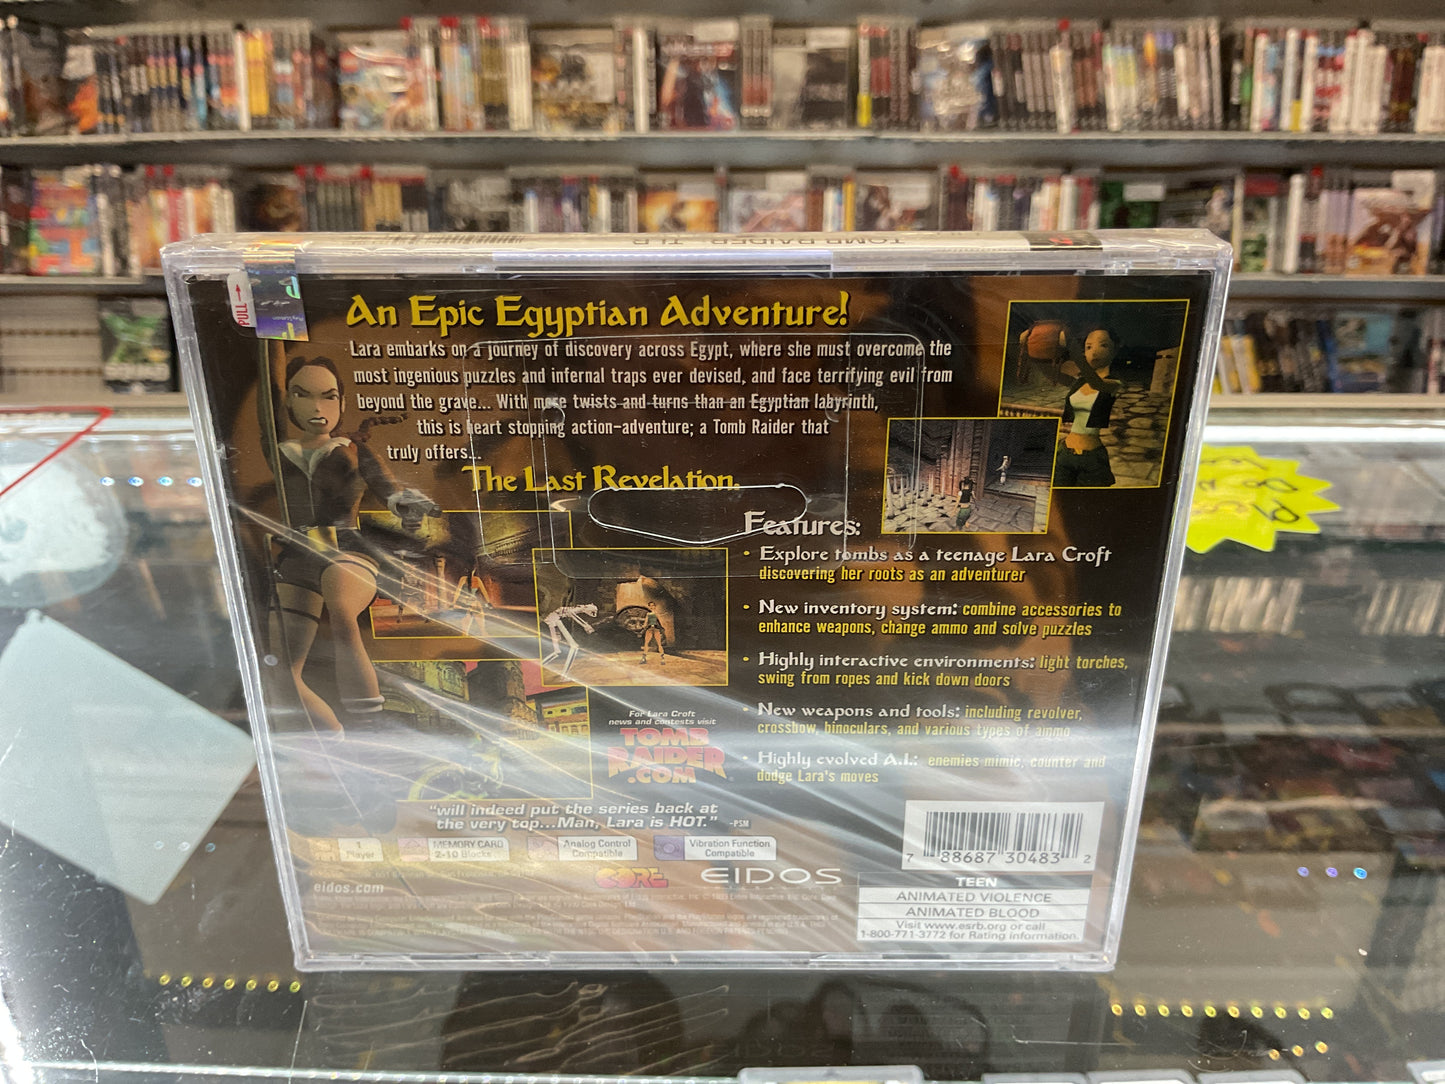 TOMB RAIDER - TLR
PULL →
An Epic Egyptian Adventure!
Lara embarks on a journey of discovery across Egypt, where she must overcome the
most ingenious puzzles and infernal traps ever devised, and face terrifying evil from
beyond the grave... With more twists and turns than an Egyptian labyrinth,
this is heart stopping action-adventure; a Tomb Raider that
truly offers...
The Last Revelation.
Features:
• Explore tombs as a teenage Lara Croft
discovering her roots as an adventurer
• New inventory system: combine accessories to
enhance weapons, change ammo and solve puzzles
• Highly interactive environments: light torches,
swing from ropes and kick down doors
• New weapons and tools: including revolver,
crossbow, binoculars, and various types of ammo
• Highly evolved A.I.: enemies mimic, counter and
dodge Lara's moves
For Lara Croft
news and contests visit
TOMB
RAIDER
.COM
"will indeed put the series back at
the very top...Man, Lara is HOT." -PSM
1
Player
MEMORY CARD
2-10 Blocks
Analog Control
Compatible
Vibration Function
Compatible
CORE
EIDOS
eidos.com
7 88687 30483 2
TEEN
ANIMATED VIOLENCE
ANIMATED BLOOD
Visit www.esrb.org or call
1-800-771-3772 for Rating information.